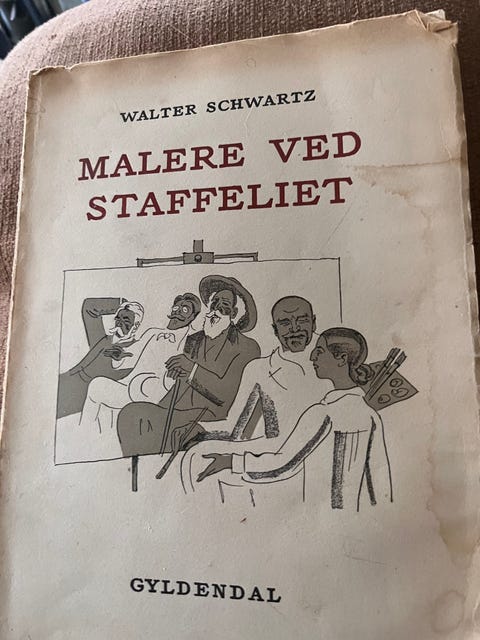 WALTER SCHWARTZ
MALERE VED
STAFFELIET
GYLDENDAL